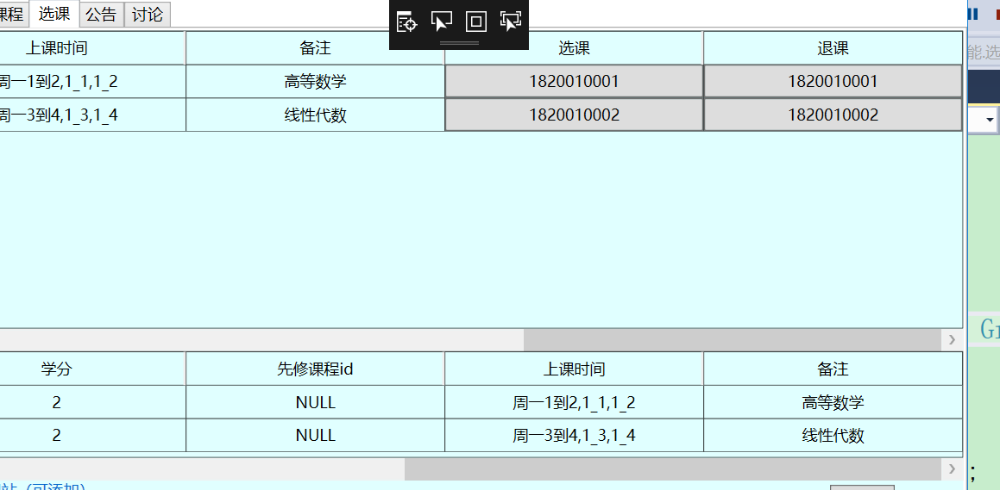 课程 选课 公告 讨论
上课时间 备注 选课 退课
周一1到2,1_1,1_2 高等数学 1820010001 1820010001
周一3到4,1_3,1_4 线性代数 1820010002 1820010002
能.选
学分 先修课程id 上课时间 备注
2 NULL 周一1到2,1_1,1_2 高等数学
2 NULL 周一3到4,1_3,1_4 线性代数
;
站（可添加）